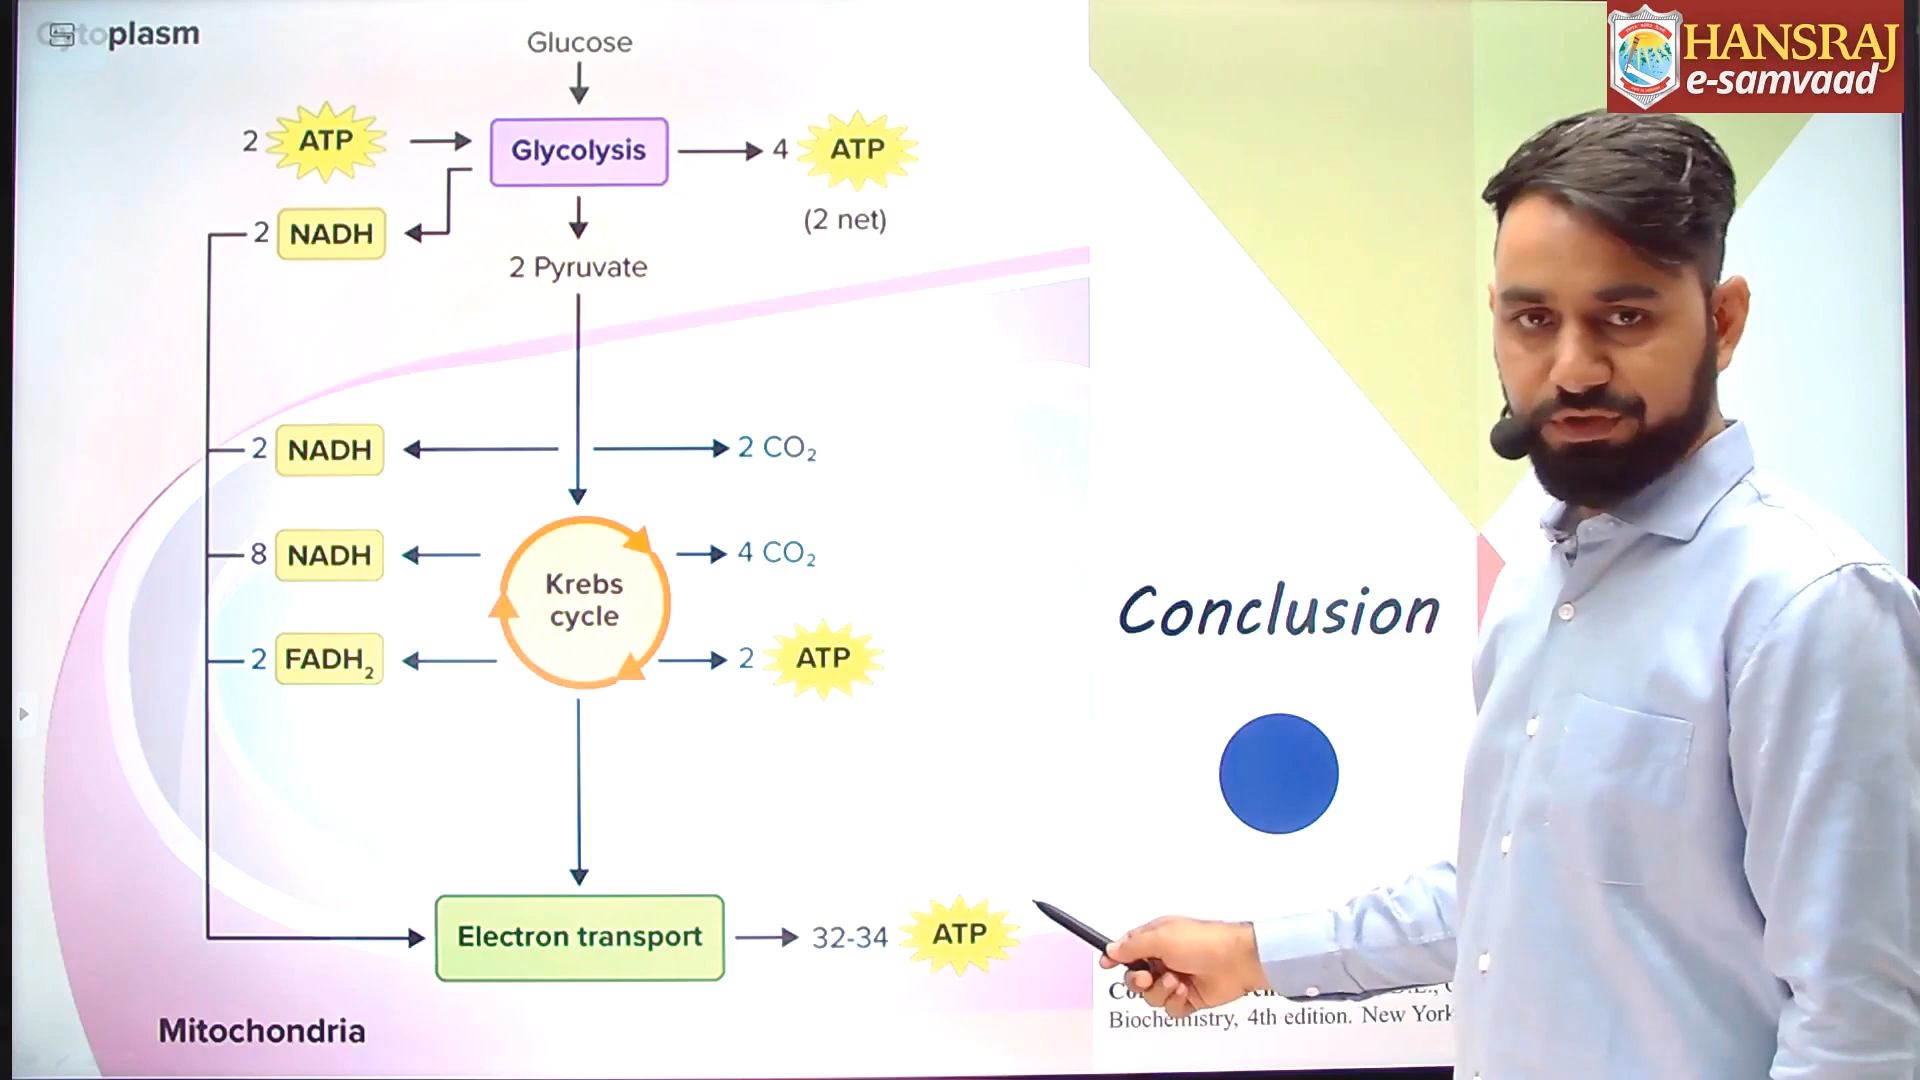 Cytoplasm
Glucose
2 ATP
Glycolysis
4 ATP
(2 net)
2 NADH
2 Pyruvate
2 NADH
2 CO₂
8 NADH
4 CO₂
Krebs
cycle
2 FADH₂
2 ATP
Electron transport
32-34 ATP
Mitochondria
HANSRAJ
e-samvaad
Conclusion
Biochemistry, 4th edition. New York